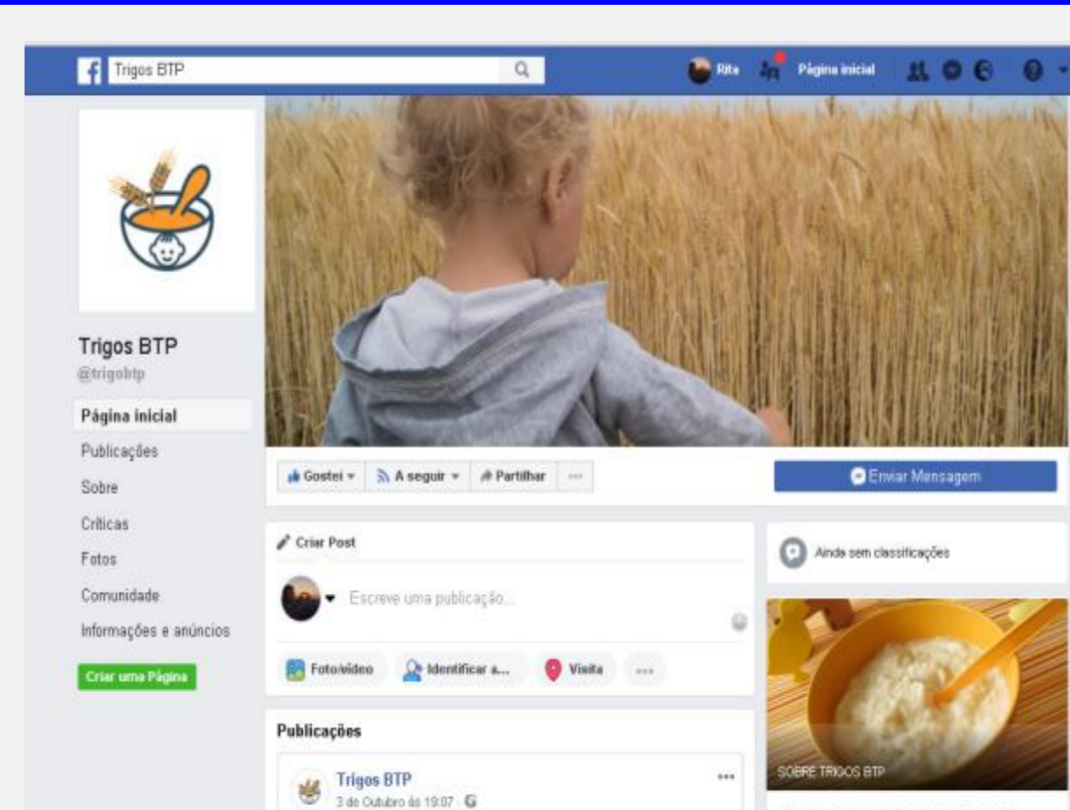 Trigos BTP
Rita
Página inicial
Trigos BTP
@trigobtp
Página inicial
Publicações
Sobre
Críticas
Fotos
Comunidade
Informações e anúncios
Criar uma Página
Gostei
A seguir
Partilhar
Enviar Mensagem
Criar Post
Escreve uma publicação...
Foto/vídeo
Identificar a...
Visita
Ainda sem classificações
SOBRE TRIGOS BTP
Publicações
Trigos BTP
3 de Outubro às 19:07